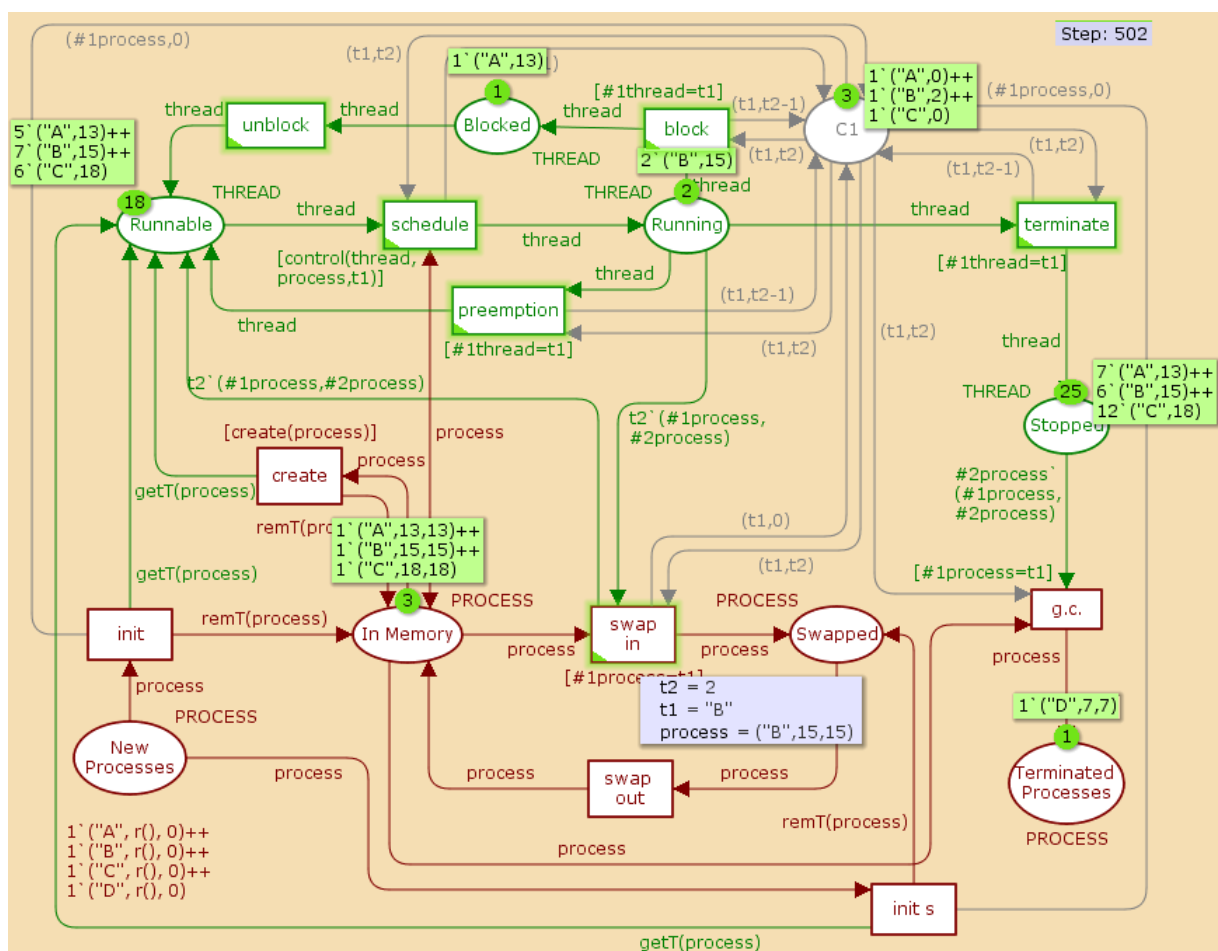 (#1process,0)
Step: 502
(t1,t2)
1`("A",13)
1`("A",0)++
1`("B",2)++
1`("C",0)
(#1process,0)
[#1thread=t1]
3
1
thread
unblock
thread
Blocked
thread
block
(t1,t2-1)
C1
5`("A",13)++
7`("B",15)++
6`("C",18)
THREAD
2`("B",15)
(t1,t2)
(t1,t2)
(t1,t2-1)
18
THREAD
THREAD
2
thread
Runnable
thread
schedule
thread
Running
thread
terminate
[control(thread,
process,t1)]
thread
[#1thread=t1]
preemption
(t1,t2-1)
thread
[#1thread=t1]
(t1,t2)
(t1,t2)
thread
t2`(#1process,#2process)
THREAD
25
7`("A",13)++
6`("B",15)++
12`("C",18)
Stopped
t2`(#1process,
#2process)
[create(process)]
process
create
process
getT(process)
#2process`
(#1process,
#2process)
1`("A",13,13)++
1`("B",15,15)++
1`("C",18,18)
(t1,0)
(t1,t2)
getT(process)
[#1process=t1]
3
PROCESS
PROCESS
init
remT(process)
In Memory
process
swap
in
process
Swapped
g.c.
process
process
t2 = 2
t1 = "B"
process = ("B",15,15)
1`("D",7,7)
1
PROCESS
New
Processes
process
process
swap
out
process
Terminated
Processes
PROCESS
remT(process)
process
1`("A", r(), 0)++
1`("B", r(), 0)++
1`("C", r(), 0)++
1`("D", r(), 0)
init s
getT(process)